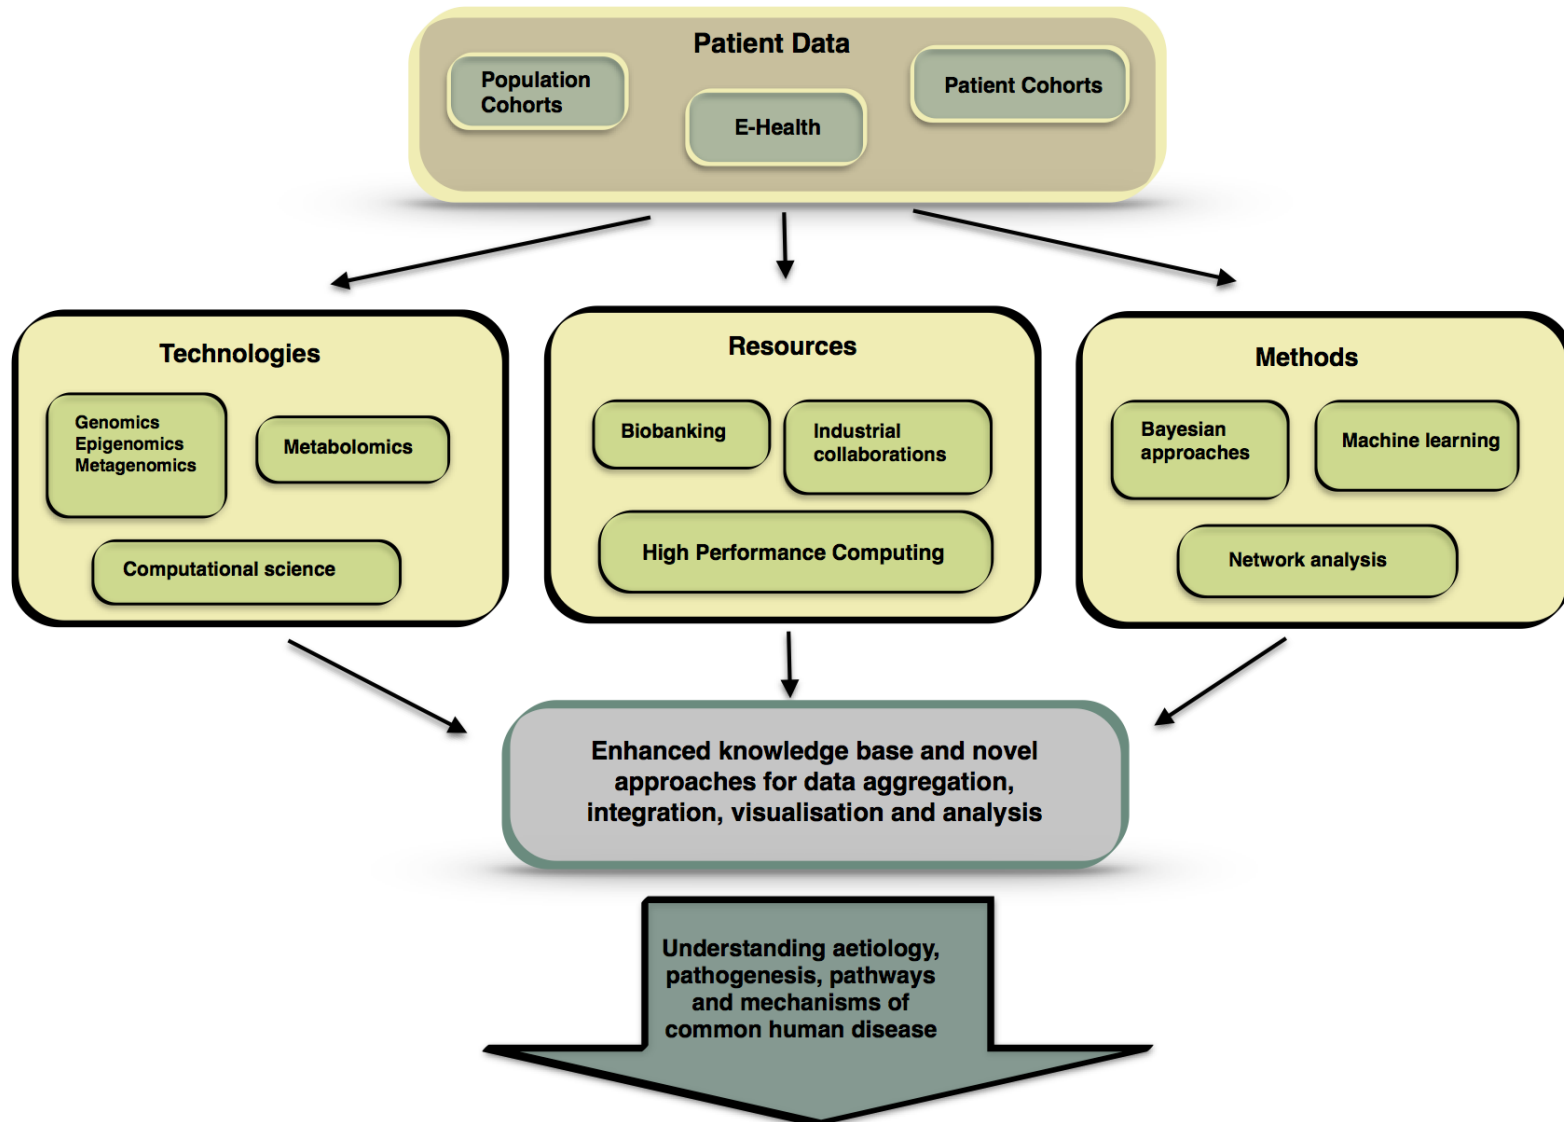 Patient Data
Population
Cohorts
E-Health
Patient Cohorts
Technologies
Genomics
Epigenomics
Metagenomics
Metabolomics
Computational science
Resources
Biobanking
Industrial
collaborations
High Performance Computing
Methods
Bayesian
approaches
Machine learning
Network analysis
Enhanced knowledge base and novel
approaches for data aggregation,
integration, visualisation and analysis
Understanding aetiology,
pathogenesis, pathways
and mechanisms of
common human disease